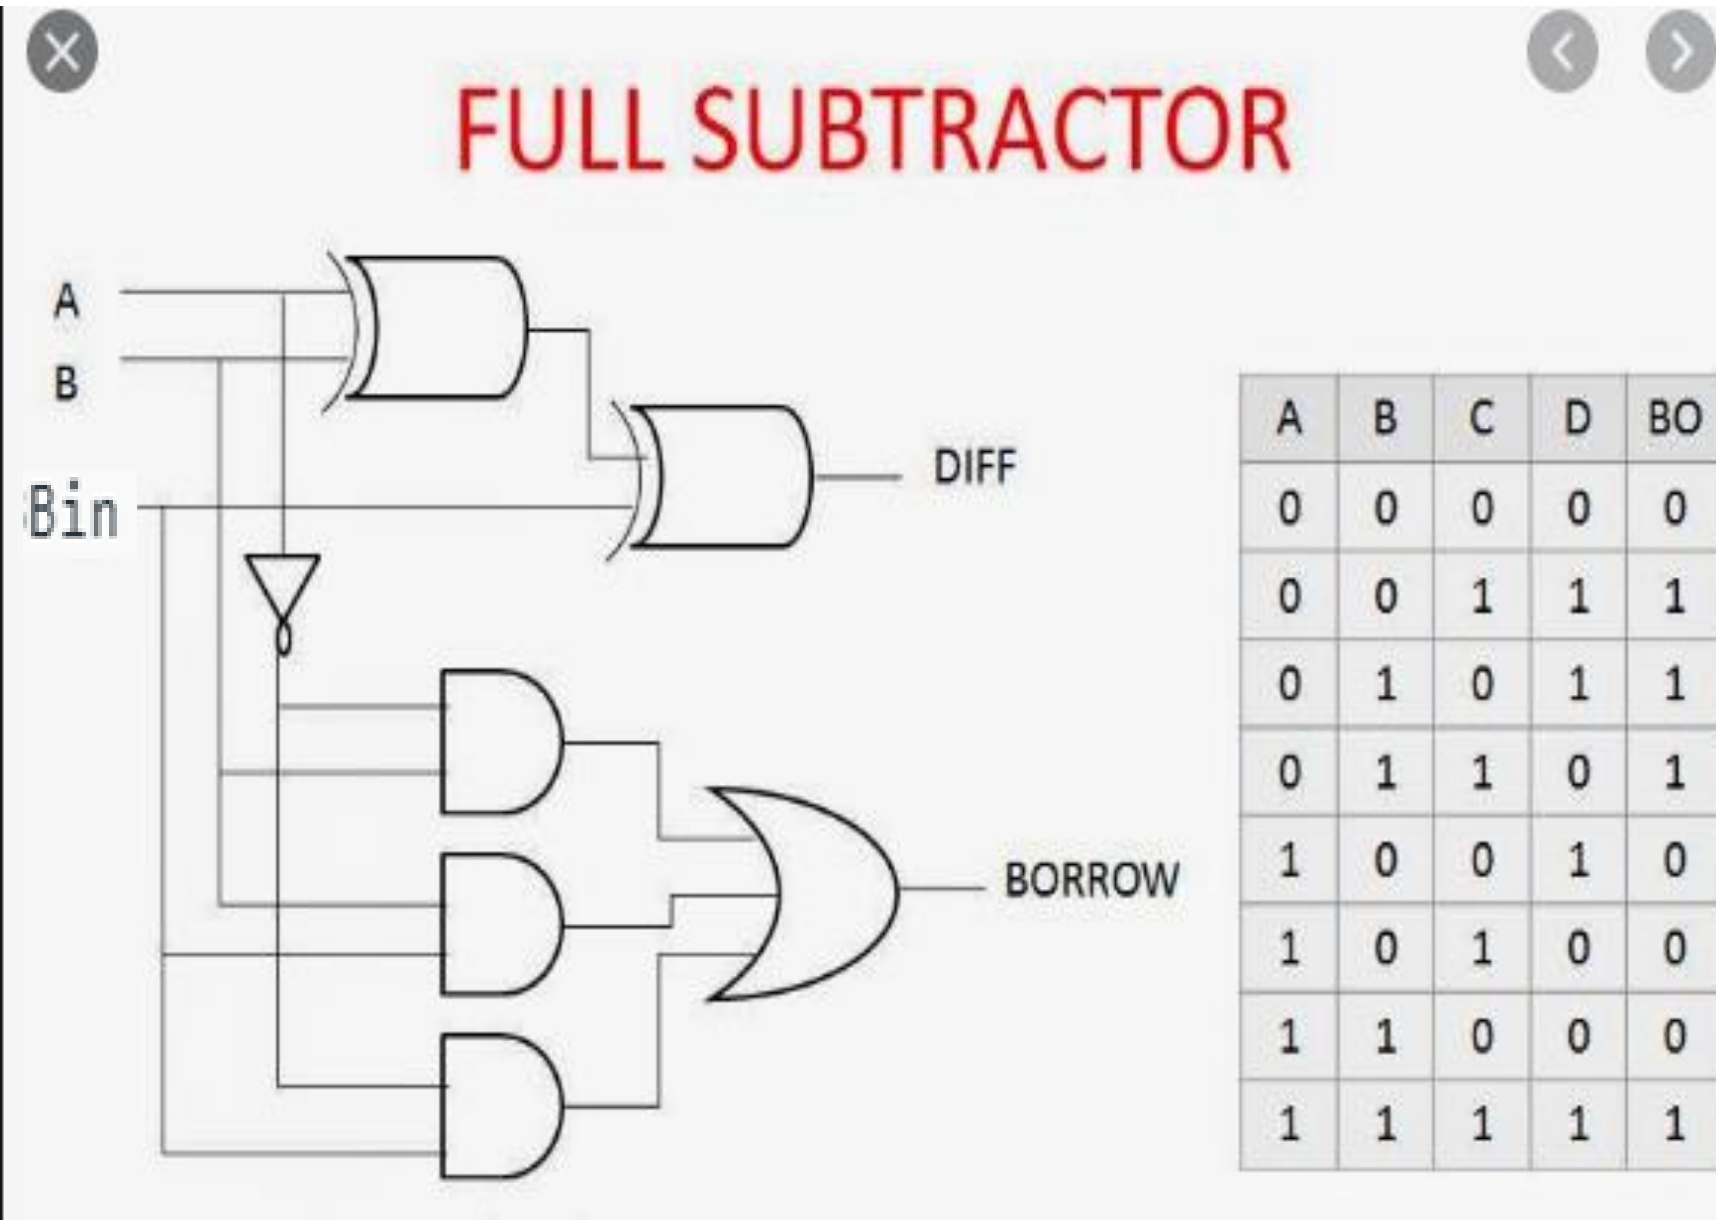 FULL SUBTRACTOR
A
B
Bin
DIFF
BORROW
A B C D BO
0 0 0 0 0
0 0 1 1 1
0 1 0 1 1
0 1 1 0 1
1 0 0 1 0
1 0 1 0 0
1 1 0 0 0
1 1 1 1 1